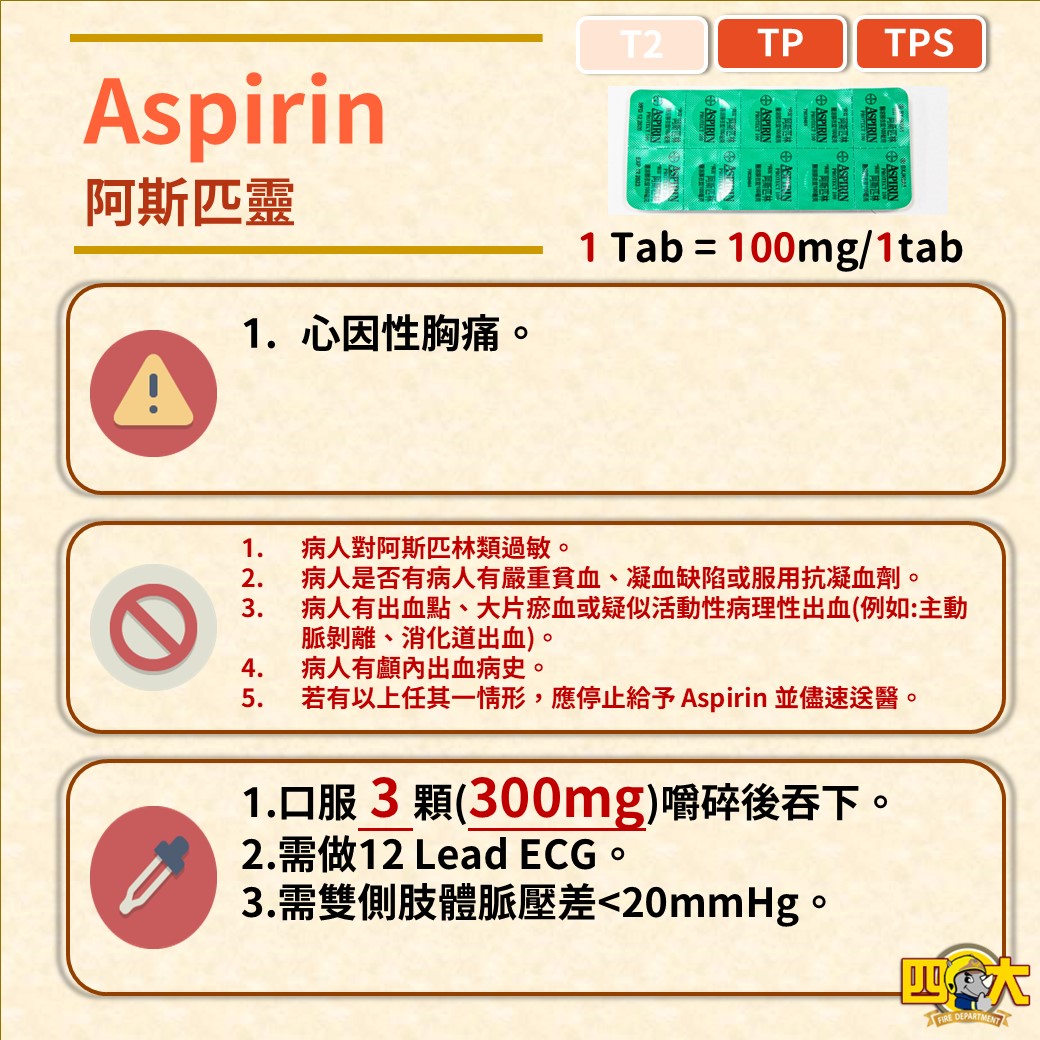 T2
TP
TPS
Aspirin
阿斯匹靈
1 Tab = 100mg/1tab
1. 心因性胸痛。
1. 病人對阿斯匹林類過敏。
2. 病人是否有病人有嚴重貧血、凝血缺陷或服用抗凝血劑。
3. 病人有出血點、大片瘀血或疑似活動性病理性出血(例如:主動
脈剝離、消化道出血)。
4. 病人有顱內出血病史。
5. 若有以上任其一情形，應停止給予 Aspirin 並儘速送醫。
1.口服 3 顆(300mg)嚼碎後吞下。
2.需做12 Lead ECG。
3.需雙側肢體脈壓差<20mmHg。
四大
FIRE DEPARTMENT